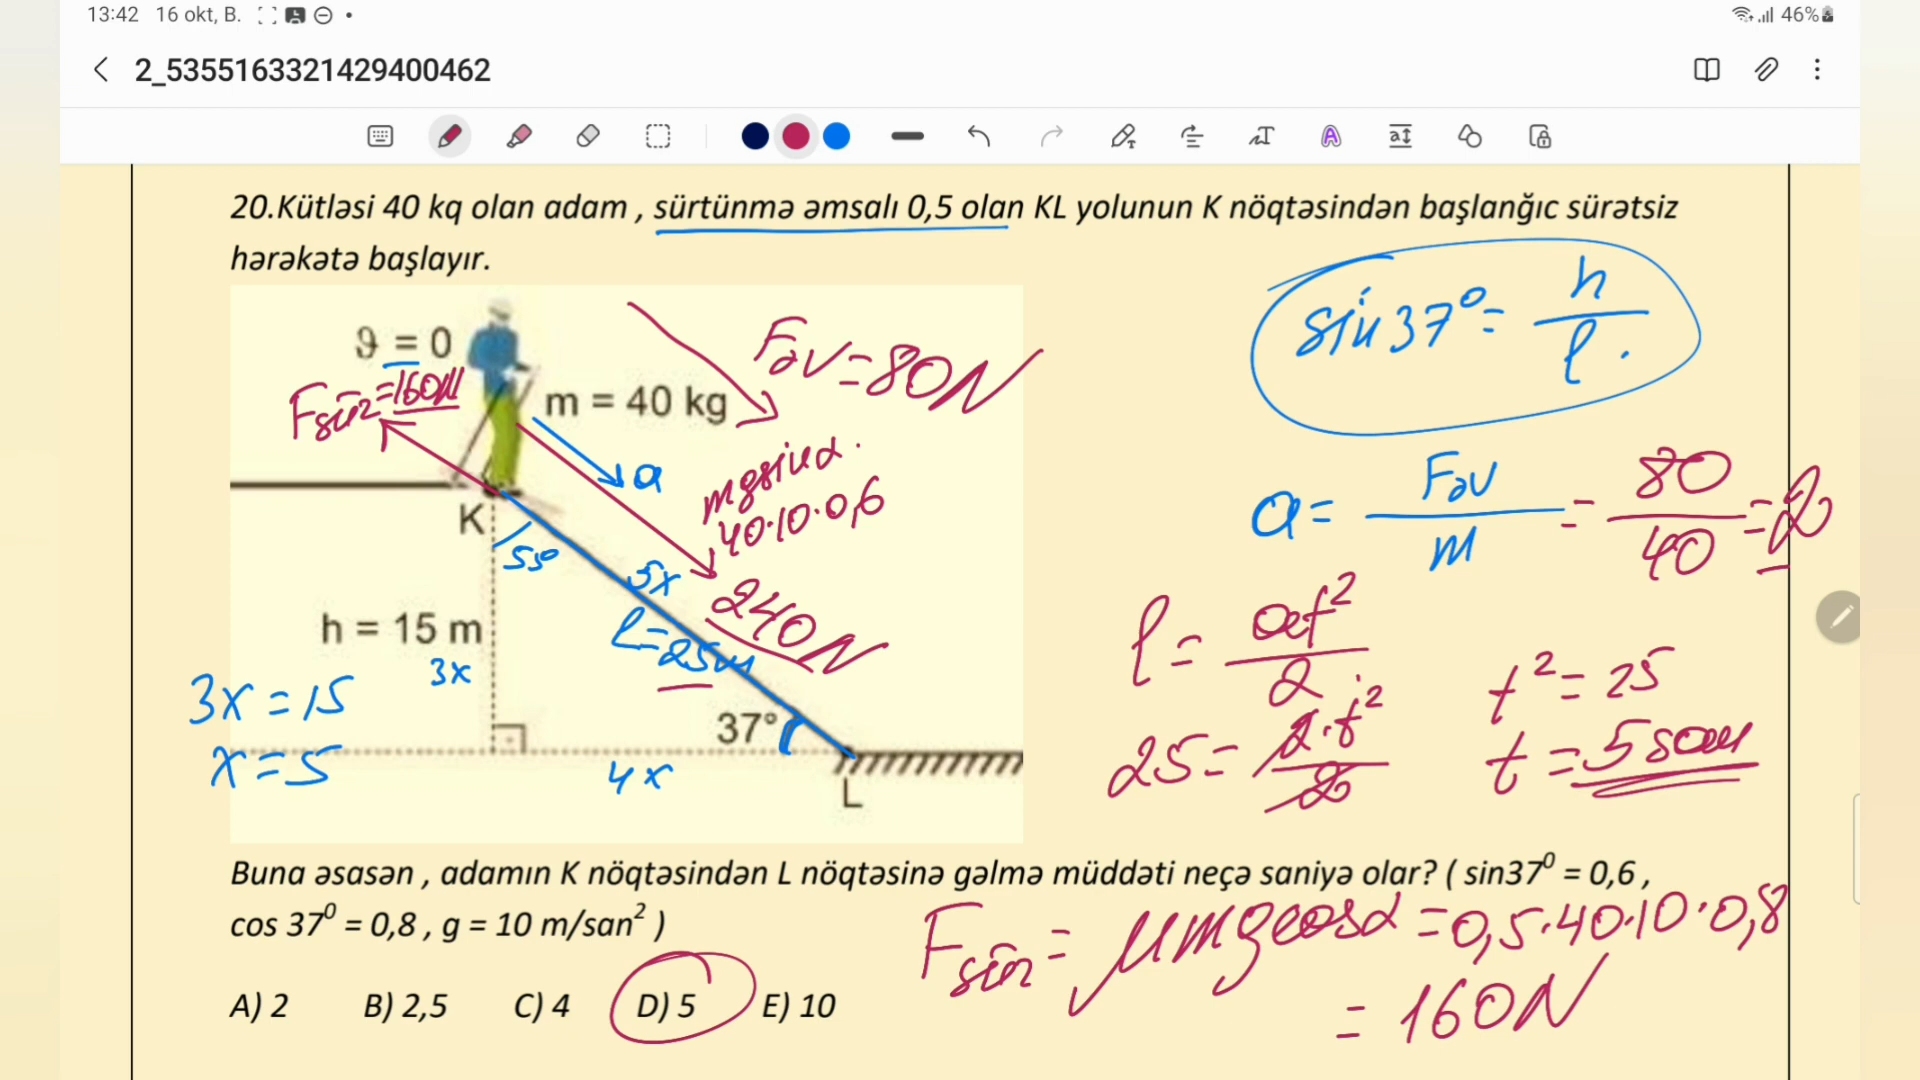 13:42 16 okt, B.
46%
2_5355163321429400462
20.Kütləsi 40 kq olan adam , sürtünmə əmsalı 0,5 olan KL yolunun K nöqtəsindən başlanğıc sürətsiz
hərəkətə başlayır.
ϑ = 0
Fsür=160N
m = 40 kg
Fəv=80N
a
mgsinα
40·10·0,6
240N
K
53°
5x
l=25m
h = 15 m
3x
3x=15
x=5
37°
4x
L
sin37°= h/l
a= Fəv/m = 80/40 =2
l= at²/2
25= 2·t²/2
t²=25
t=5san
Buna əsasən , adamın K nöqtəsindən L nöqtəsinə gəlmə müddəti neçə saniyə olar? ( sin37⁰ = 0,6 ,
cos 37⁰ = 0,8 , g = 10 m/san² )
Fsür= μmgcosα=0,5·40·10·0,8
= 160N
A) 2 B) 2,5 C) 4 D) 5 E) 10